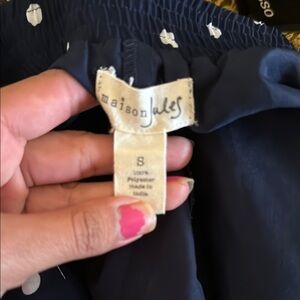 maison Jules
S
100%
Polyester
made in
India